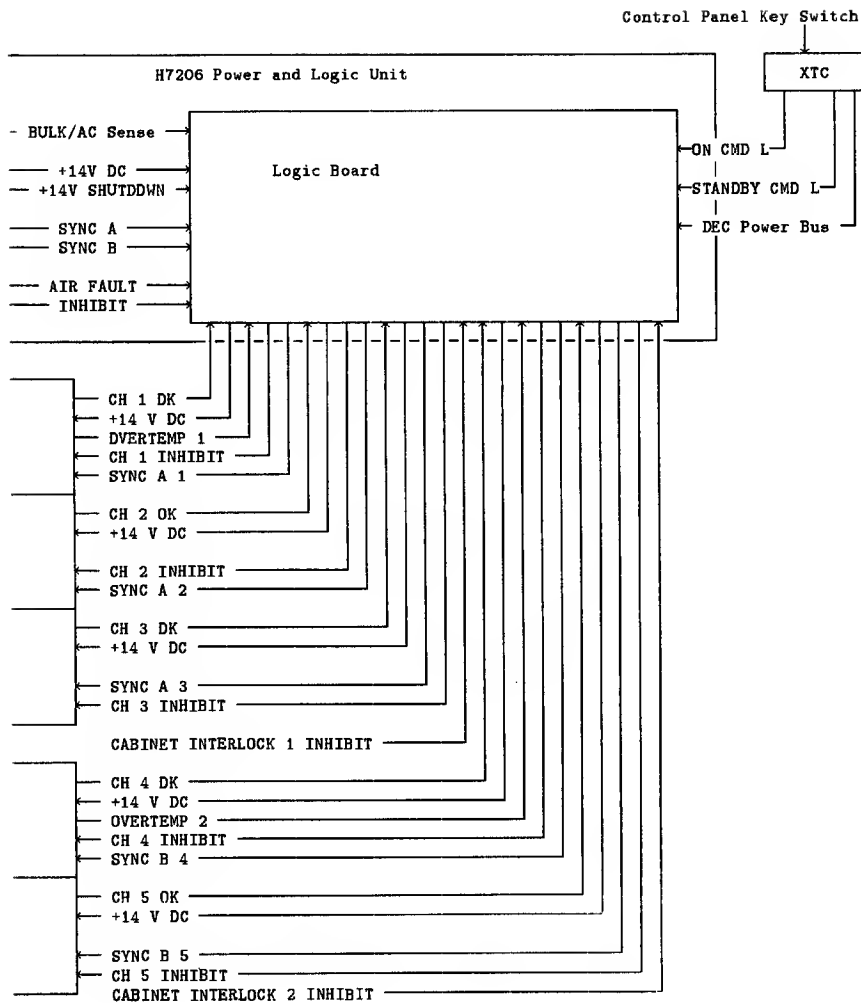 Control Panel Key Switch
H7206 Power and Logic Unit
XTC
BULK/AC Sense
ON CMD L
+14V DC
Logic Board
+14V SHUTDDWN
STANDBY CMD L
SYNC A
DEC Power Bus
SYNC B
AIR FAULT
INHIBIT
CH 1 DK
+14 V DC
DVERTEMP 1
CH 1 INHIBIT
SYNC A 1
CH 2 OK
+14 V DC
CH 2 INHIBIT
SYNC A 2
CH 3 DK
+14 V DC
SYNC A 3
CH 3 INHIBIT
CABINET INTERLOCK 1 INHIBIT
CH 4 DK
+14 V DC
OVERTEMP 2
CH 4 INHIBIT
SYNC B 4
CH 5 OK
+14 V DC
SYNC B 5
CH 5 INHIBIT
CABINET INTERLOCK 2 INHIBIT